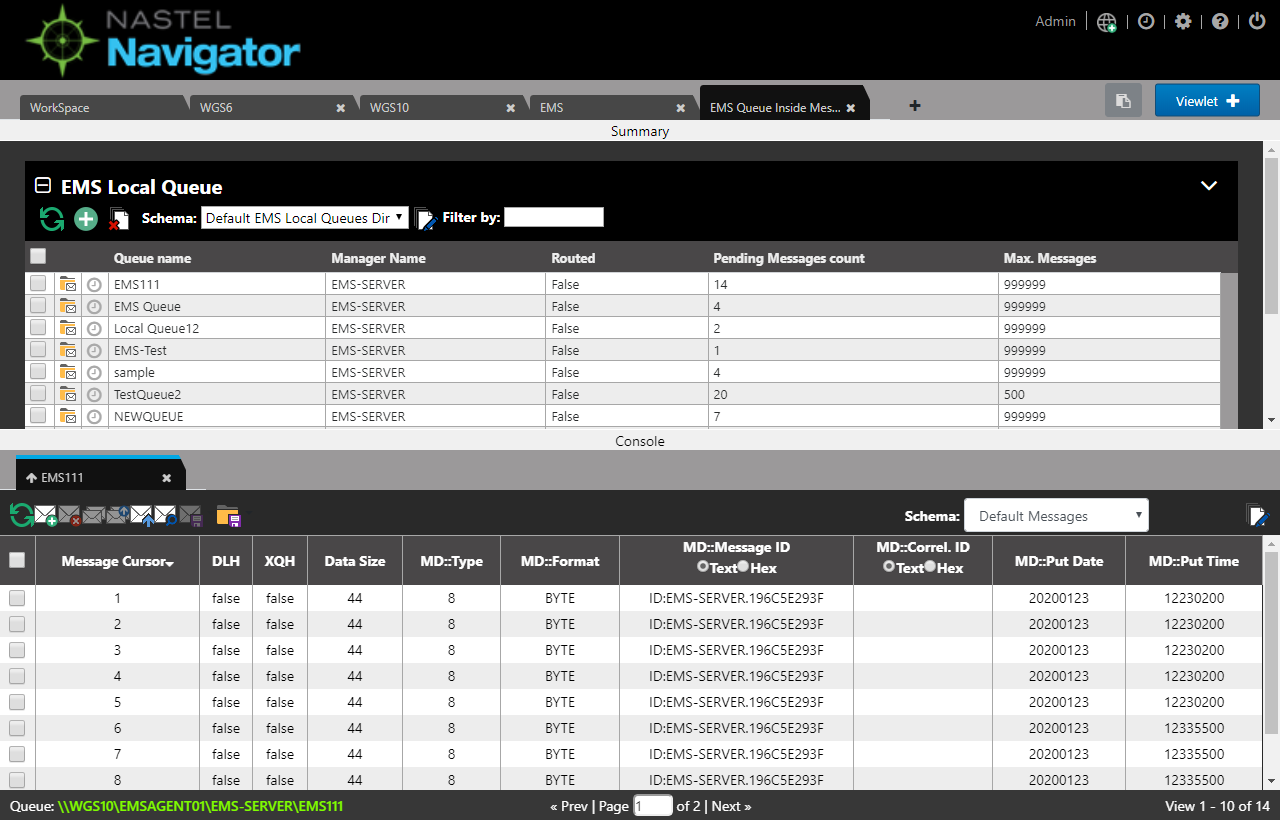 NASTEL
Navigator
Admin
WorkSpace WGS6 WGS10 EMS EMS Queue Inside Mes... Viewlet
Summary
EMS Local Queue
Schema: Default EMS Local Queues Dir Filter by:
Queue name Manager Name Routed Pending Messages count Max. Messages
EMS111 EMS-SERVER False 14 999999
EMS Queue EMS-SERVER False 4 999999
Local Queue12 EMS-SERVER False 2 999999
EMS-Test EMS-SERVER False 1 999999
sample EMS-SERVER False 4 999999
TestQueue2 EMS-SERVER False 20 500
NEWQUEUE EMS-SERVER False 7 999999
Console
EMS111
Schema: Default Messages
Message Cursor DLH XQH Data Size MD::Type MD::Format MD::Message ID Text Hex MD::Correl. ID Text Hex MD::Put Date MD::Put Time
1 false false 44 8 BYTE ID:EMS-SERVER.196C5E293F 20200123 12230200
2 false false 44 8 BYTE ID:EMS-SERVER.196C5E293F 20200123 12230200
3 false false 44 8 BYTE ID:EMS-SERVER.196C5E293F 20200123 12230200
4 false false 44 8 BYTE ID:EMS-SERVER.196C5E293F 20200123 12230200
5 false false 44 8 BYTE ID:EMS-SERVER.196C5E293F 20200123 12230200
6 false false 44 8 BYTE ID:EMS-SERVER.196C5E293F 20200123 12335500
7 false false 44 8 BYTE ID:EMS-SERVER.196C5E293F 20200123 12335500
8 false false 44 8 BYTE ID:EMS-SERVER.196C5E293F 20200123 12335500
Queue: \\WGS10\EMSAGENT01\EMS-SERVER\EMS111 « Prev | Page 1 of 2 | Next » View 1 - 10 of 14